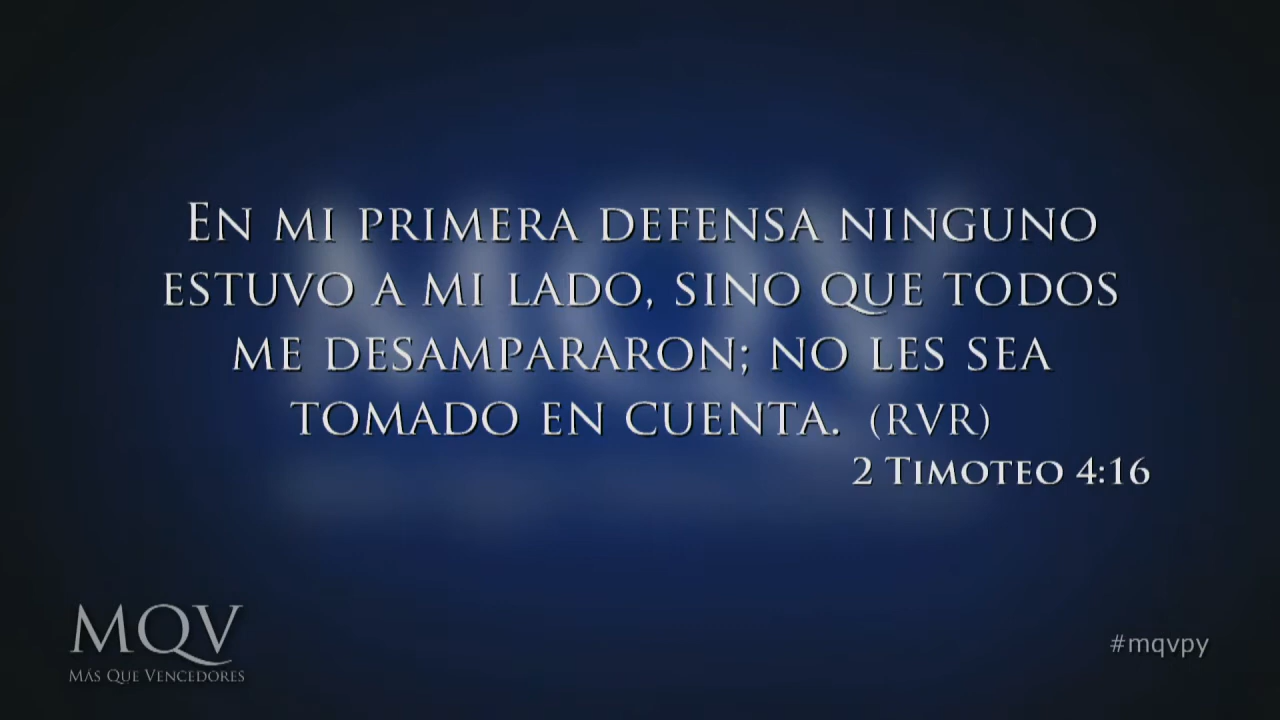 En mi primera defensa ninguno
estuvo a mi lado, sino que todos
me desampararon; no les sea
tomado en cuenta. (RVR)
2 Timoteo 4:16
MQV
Más Que Vencedores
#mqvpy